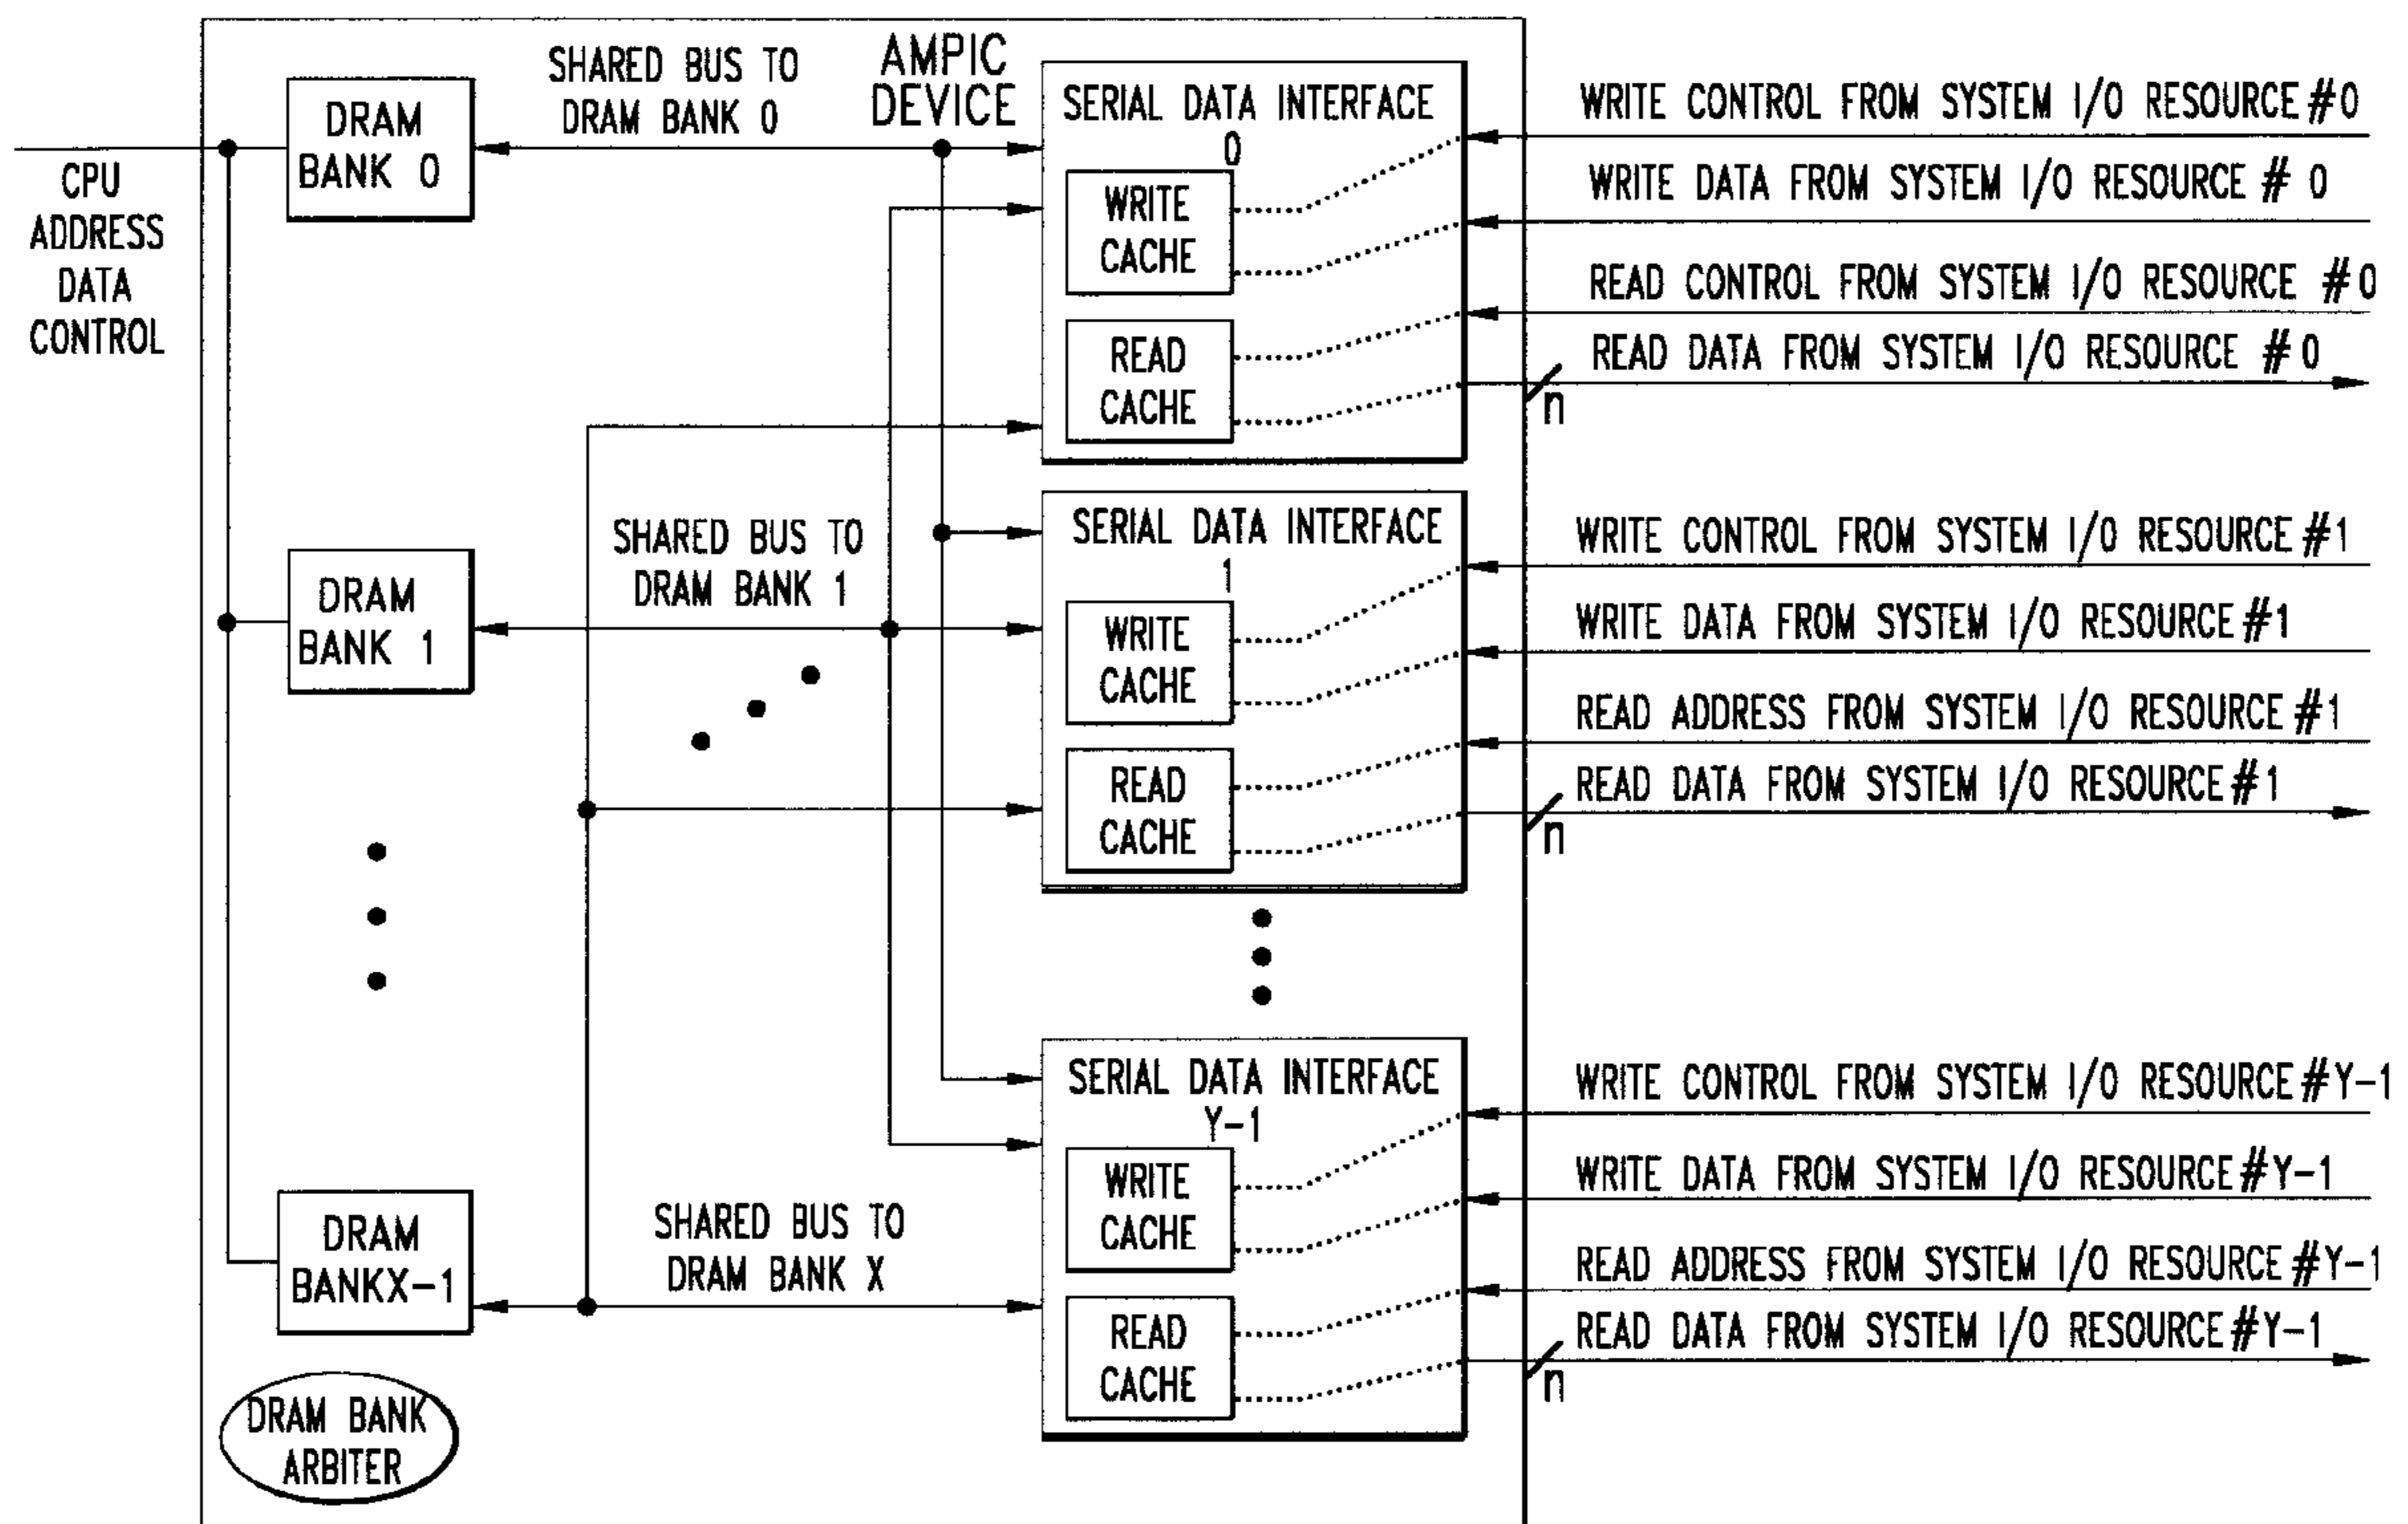 CPU
ADDRESS
DATA
CONTROL
DRAM
BANK 0
SHARED BUS TO
DRAM BANK 0
AMPIC
DEVICE
SERIAL DATA INTERFACE
0
WRITE
CACHE
READ
CACHE
WRITE CONTROL FROM SYSTEM I/O RESOURCE #0
WRITE DATA FROM SYSTEM I/O RESOURCE # 0
READ CONTROL FROM SYSTEM I/O RESOURCE #0
READ DATA FROM SYSTEM I/O RESOURCE # 0
n
DRAM
BANK 1
SHARED BUS TO
DRAM BANK 1
SERIAL DATA INTERFACE
1
WRITE
CACHE
READ
CACHE
WRITE CONTROL FROM SYSTEM I/O RESOURCE #1
WRITE DATA FROM SYSTEM I/O RESOURCE #1
READ ADDRESS FROM SYSTEM I/O RESOURCE #1
READ DATA FROM SYSTEM I/O RESOURCE #1
n
DRAM
BANKX-1
SHARED BUS TO
DRAM BANK X
SERIAL DATA INTERFACE
Y-1
WRITE
CACHE
READ
CACHE
WRITE CONTROL FROM SYSTEM I/O RESOURCE #Y-1
WRITE DATA FROM SYSTEM I/O RESOURCE #Y-1
READ ADDRESS FROM SYSTEM I/O RESOURCE #Y-1
READ DATA FROM SYSTEM I/O RESOURCE #Y-1
n
DRAM BANK
ARBITER